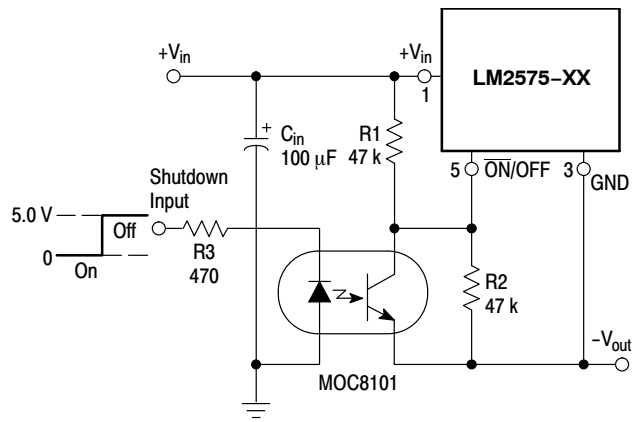 +Vin
+Vin
1
LM2575–XX
Cin
100 µF
R1
47 k
5
ON/OFF
3
GND
Shutdown
Input
5.0 V
Off
0
On
R3
470
R2
47 k
–Vout
MOC8101